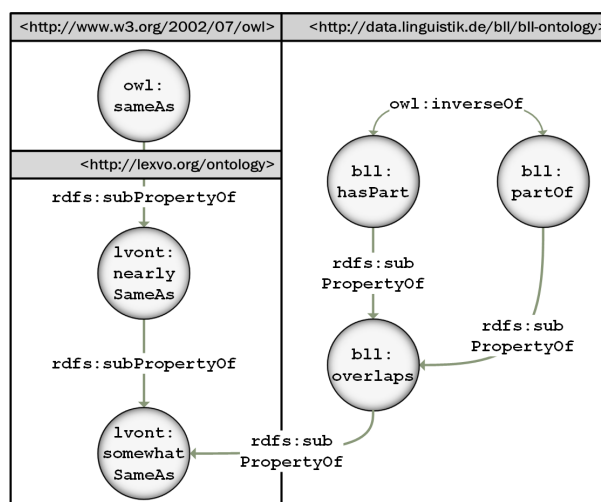 <http://www.w3.org/2002/07/owl>
<http://data.linguistik.de/bll/bll-ontology>
owl:
sameAs
<http://lexvo.org/ontology>
rdfs:subPropertyOf
lvont:
nearly
SameAs
rdfs:subPropertyOf
lvont:
somewhat
SameAs
owl:inverseOf
bll:
hasPart
bll:
partOf
rdfs:sub
PropertyOf
rdfs:sub
PropertyOf
bll:
overlaps
rdfs:sub
PropertyOf